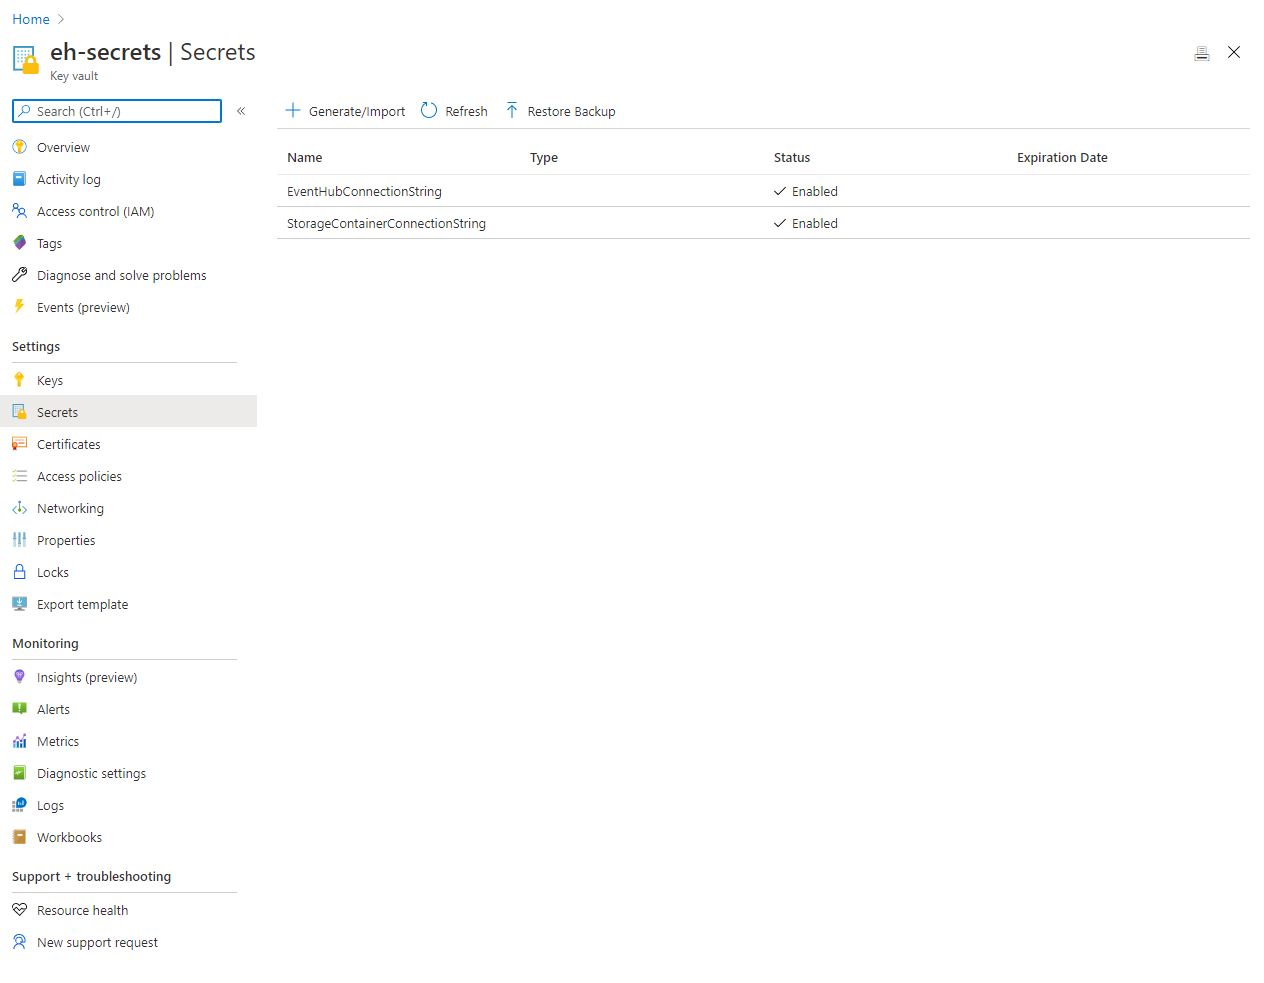 Home
eh-secrets | Secrets
Key vault
Search (Ctrl+/)
Overview
Activity log
Access control (IAM)
Tags
Diagnose and solve problems
Events (preview)
Settings
Keys
Secrets
Certificates
Access policies
Networking
Properties
Locks
Export template
Monitoring
Insights (preview)
Alerts
Metrics
Diagnostic settings
Logs
Workbooks
Support + troubleshooting
Resource health
New support request
Generate/Import Refresh Restore Backup
Name Type Status Expiration Date
EventHubConnectionString Enabled
StorageContainerConnectionString Enabled